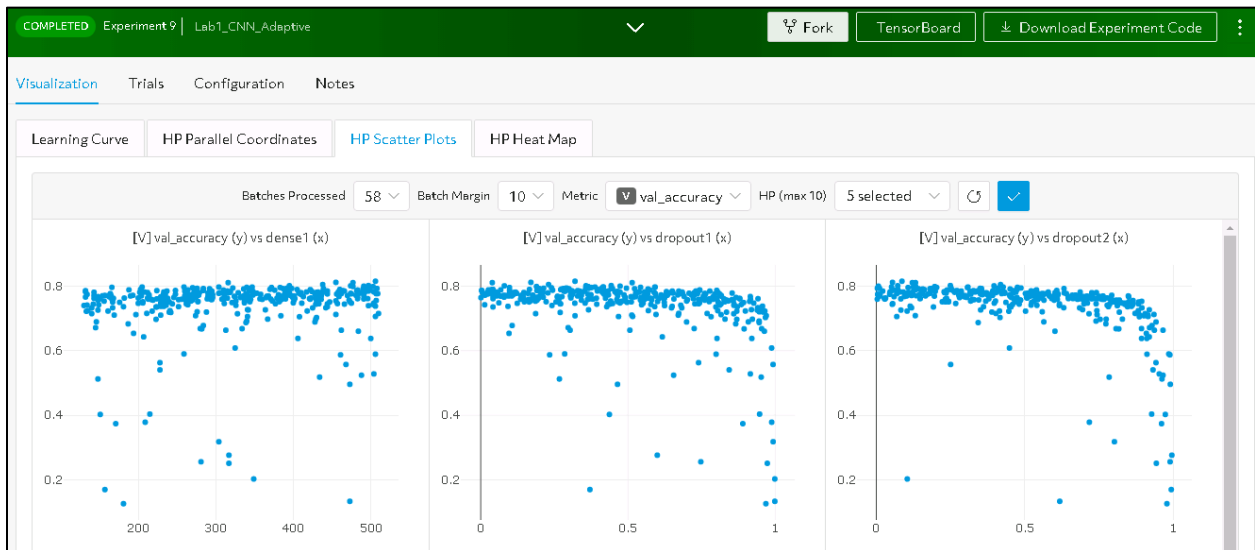 COMPLETED Experiment 9 Lab1_CNN_Adaptive Fork TensorBoard Download Experiment Code
Visualization Trials Configuration Notes
Learning Curve HP Parallel Coordinates HP Scatter Plots HP Heat Map
Batches Processed 58 Batch Margin 10 Metric V val_accuracy HP (max 10) 5 selected
[V] val_accuracy (y) vs dense1 (x) [V] val_accuracy (y) vs dropout1 (x) [V] val_accuracy (y) vs dropout2 (x)
0.8 0.8 0.8
0.6 0.6 0.6
0.4 0.4 0.4
0.2 0.2 0.2
200 300 400 500 0 0.5 1 0 0.5 1